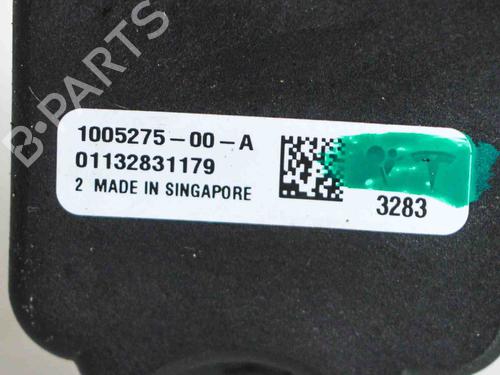 1005275-00-A
01132831179
2 MADE IN SINGAPORE
3283
B-PARTS